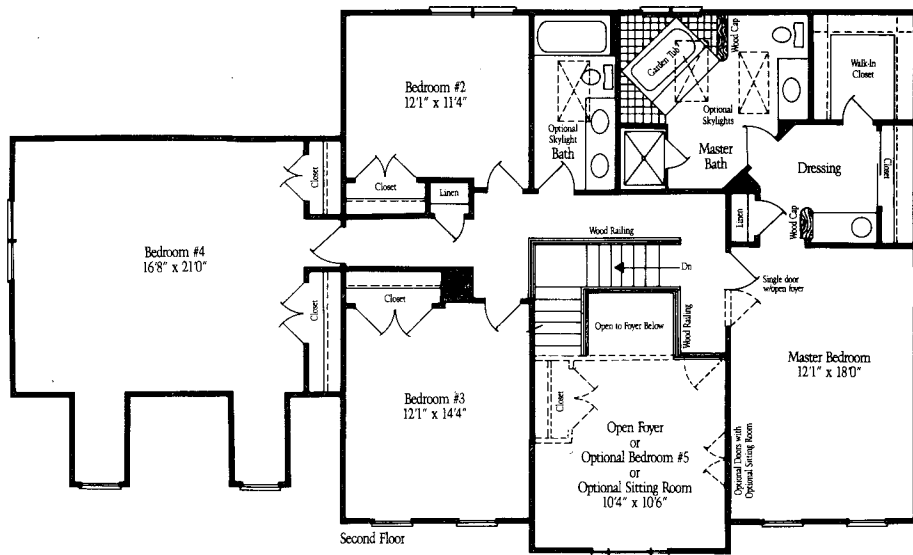 Bedroom #2
12'1" x 11'4"
Closet
Linen
Optional
Skylight
Bath
Garden Tub
Wood Cap
Optional
Skylights
Master
Bath
Walk-In
Closet
Dressing
Closet
Linen
Wood Cap
Closet
Bedroom #4
16'8" x 21'0"
Closet
Wood Railing
Dn
Single door
w/open foyer
Closet
Open to Foyer Below
Wood Railing
Bedroom #3
12'1" x 14'4"
Master Bedroom
12'1" x 18'0"
Closet
Open Foyer
or
Optional Bedroom #5
or
Optional Sitting Room
10'4" x 10'6"
Optional Doors with
Optional Sitting Room
Second Floor